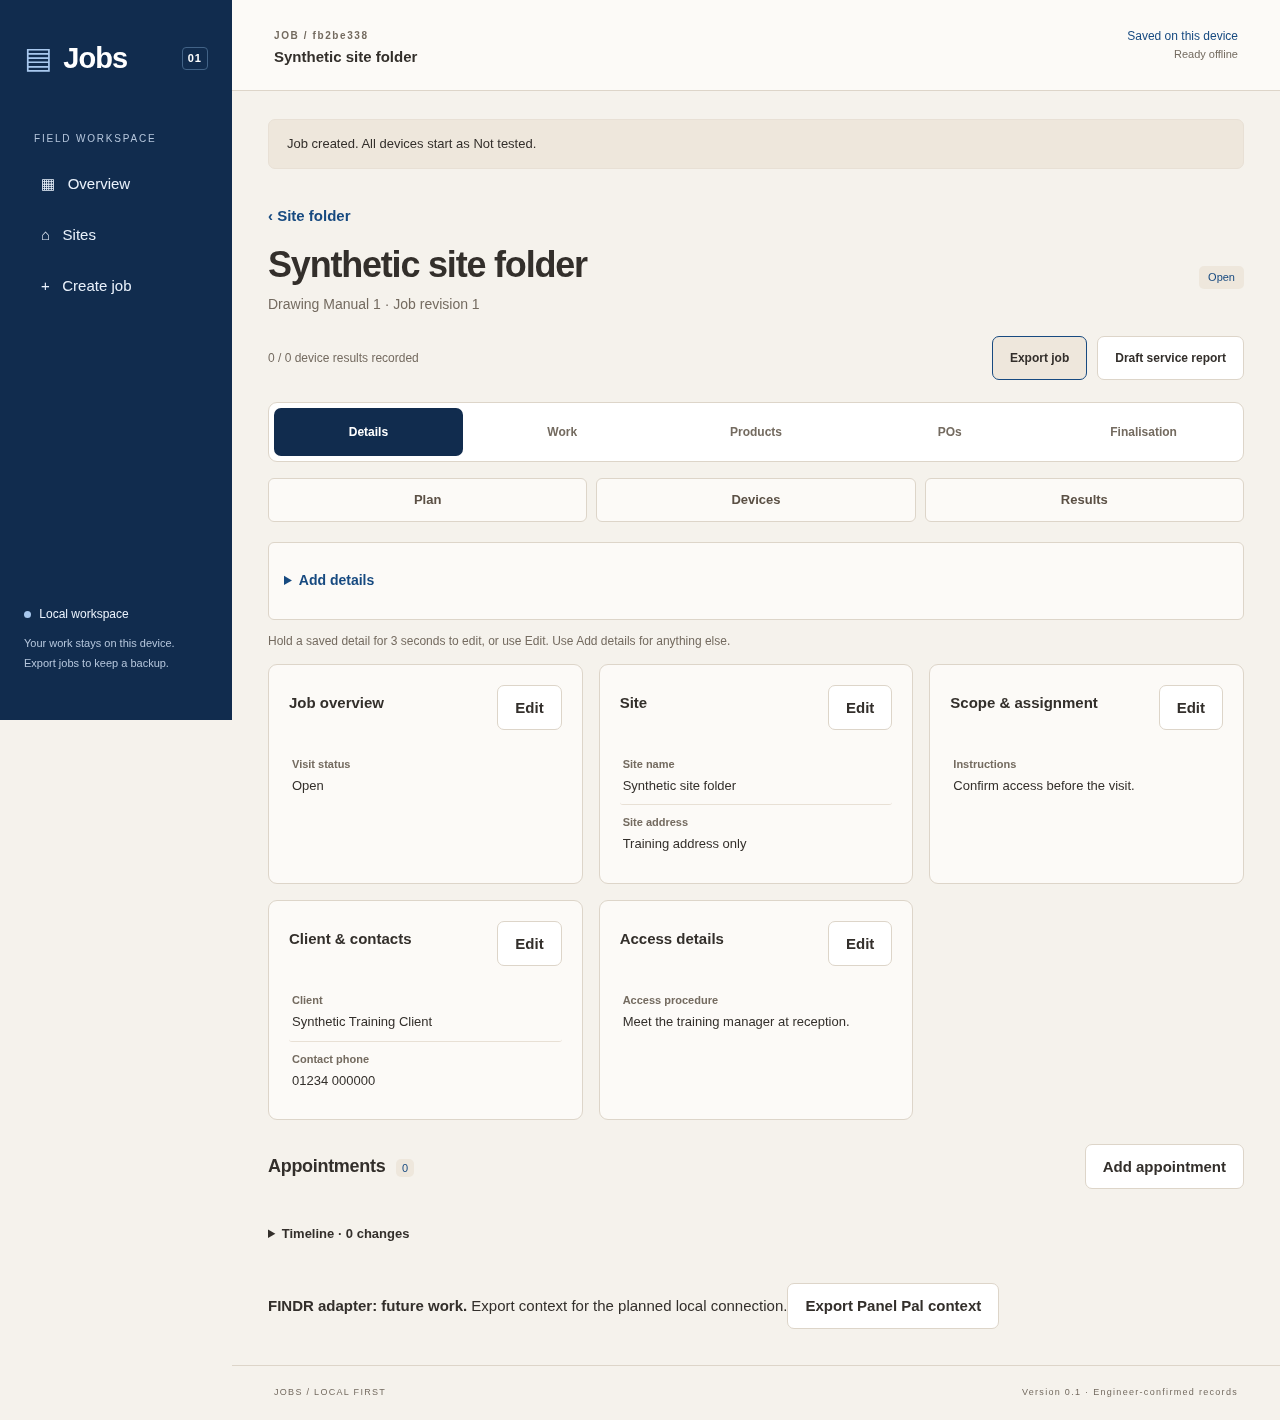 ▤ Jobs 01
FIELD WORKSPACE
▦ Overview
⌂ Sites
+ Create job
Local workspace
Your work stays on this device.
Export jobs to keep a backup.
JOB / fb2be338
Synthetic site folder
Saved on this device
Ready offline
Job created. All devices start as Not tested.
‹ Site folder
Synthetic site folder
Open
Drawing Manual 1 · Job revision 1
0 / 0 device results recorded
Export job
Draft service report
Details
Work
Products
POs
Finalisation
Plan
Devices
Results
▶ Add details
Hold a saved detail for 3 seconds to edit, or use Edit. Use Add details for anything else.
Job overview
Edit
Visit status
Open
Site
Edit
Site name
Synthetic site folder
Site address
Training address only
Scope & assignment
Edit
Instructions
Confirm access before the visit.
Client & contacts
Edit
Client
Synthetic Training Client
Contact phone
01234 000000
Access details
Edit
Access procedure
Meet the training manager at reception.
Appointments 0
Add appointment
▶ Timeline · 0 changes
FINDR adapter: future work. Export context for the planned local connection.
Export Panel Pal context
JOBS / LOCAL FIRST
Version 0.1 · Engineer-confirmed records